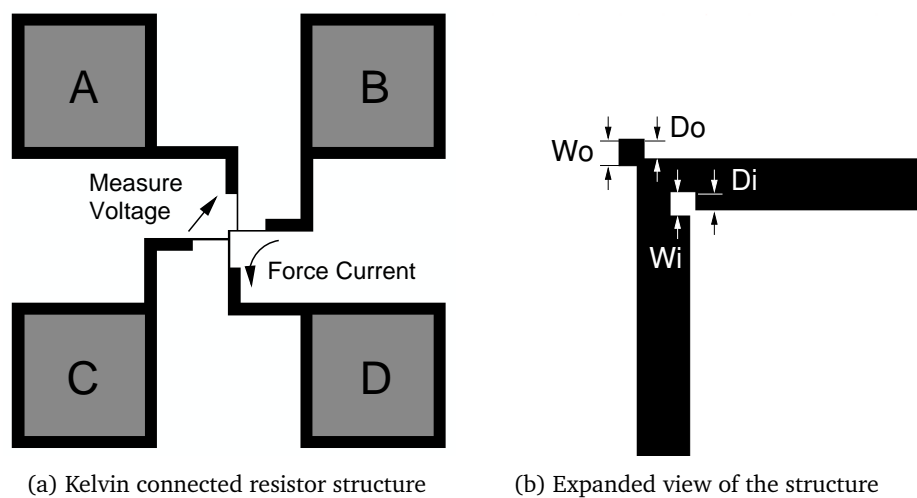 A
B
Measure
Voltage
Force Current
C
D
Wo
Do
Di
Wi
(a) Kelvin connected resistor structure
(b) Expanded view of the structure